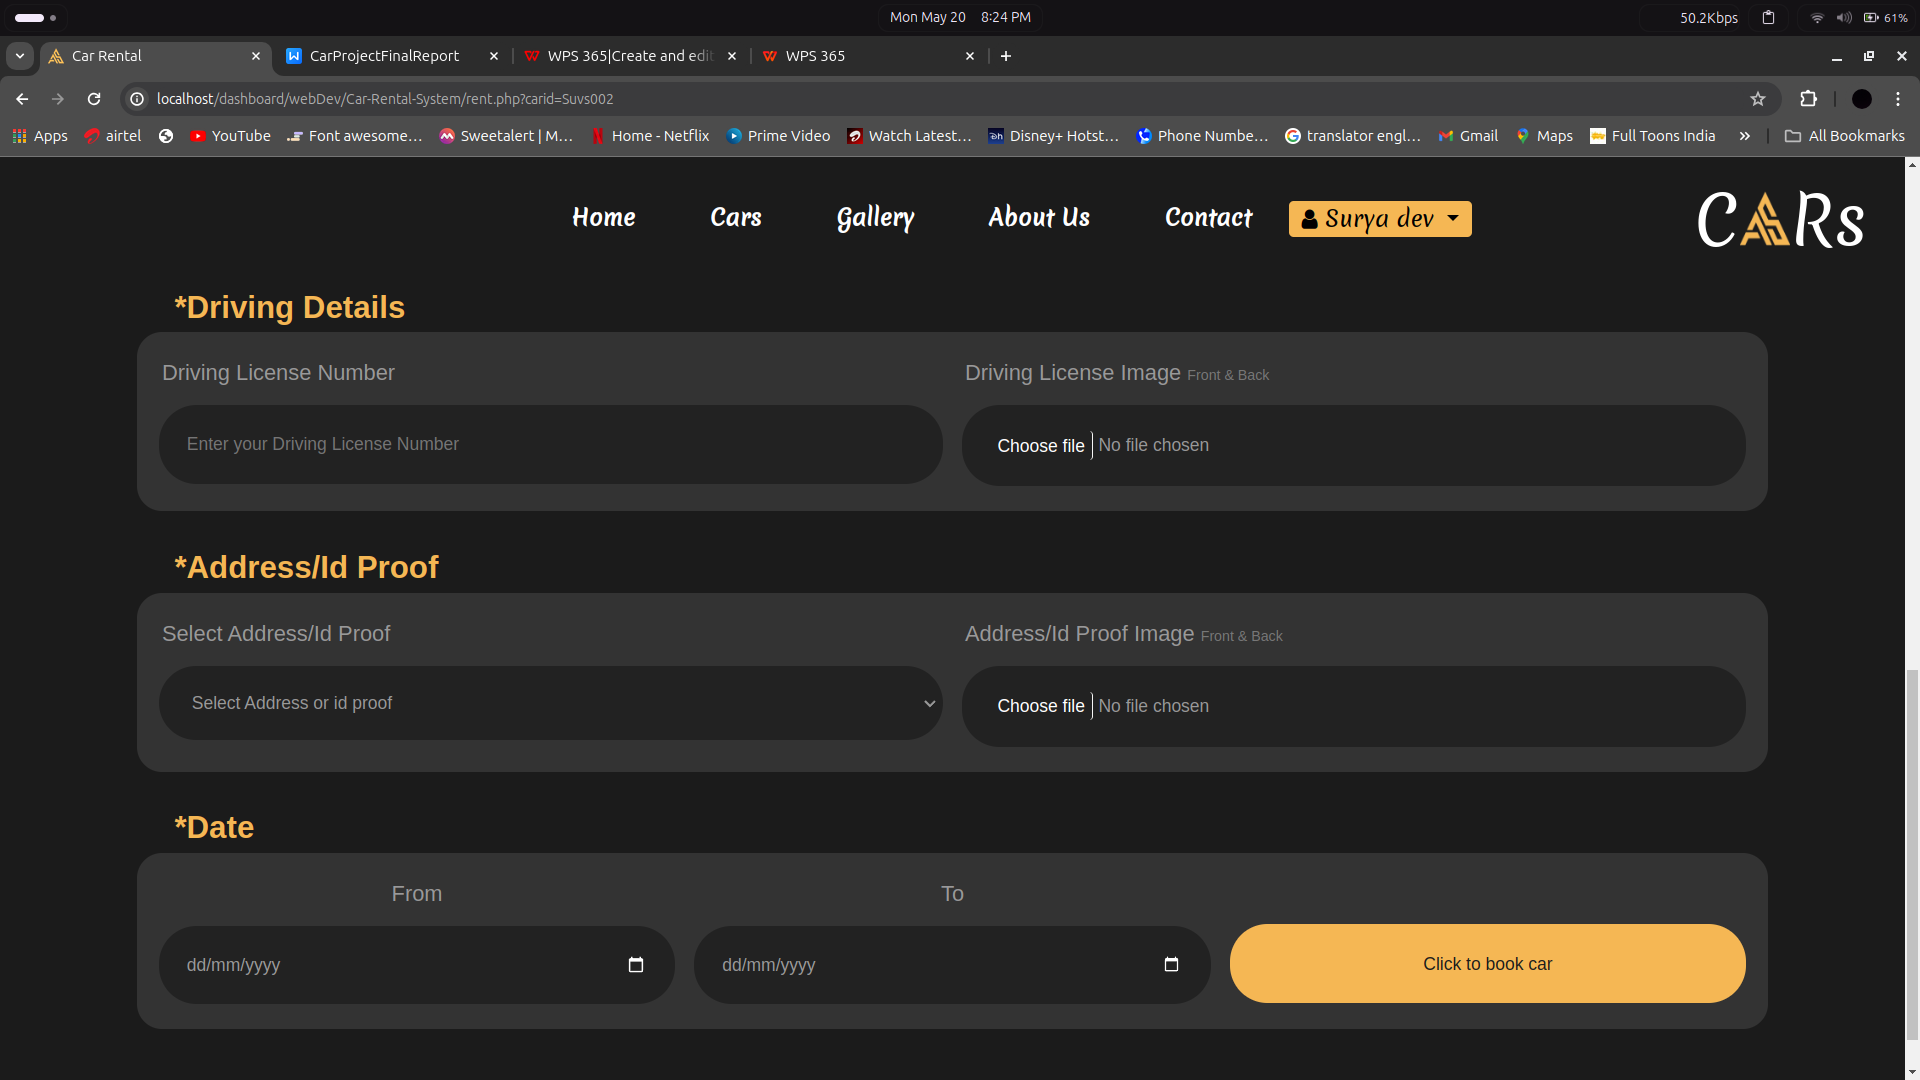 Mon May 20 8:24 PM
50.2Kbps
61%
Car Rental
CarProjectFinalReport
WPS 365|Create and edit
WPS 365
localhost/dashboard/webDev/Car-Rental-System/rent.php?carid=Suvs002
Apps
airtel
YouTube
Font awesome...
Sweetalert | M...
Home - Netflix
Prime Video
Watch Latest...
Disney+ Hotst...
Phone Numbe...
translator engl...
Gmail
Maps
Full Toons India
All Bookmarks
Home
Cars
Gallery
About Us
Contact
Surya dev
CARs
*Driving Details
Driving License Number
Driving License Image Front & Back
Enter your Driving License Number
Choose file No file chosen
*Address/Id Proof
Select Address/Id Proof
Address/Id Proof Image Front & Back
Select Address or id proof
Choose file No file chosen
*Date
From
To
dd/mm/yyyy
dd/mm/yyyy
Click to book car